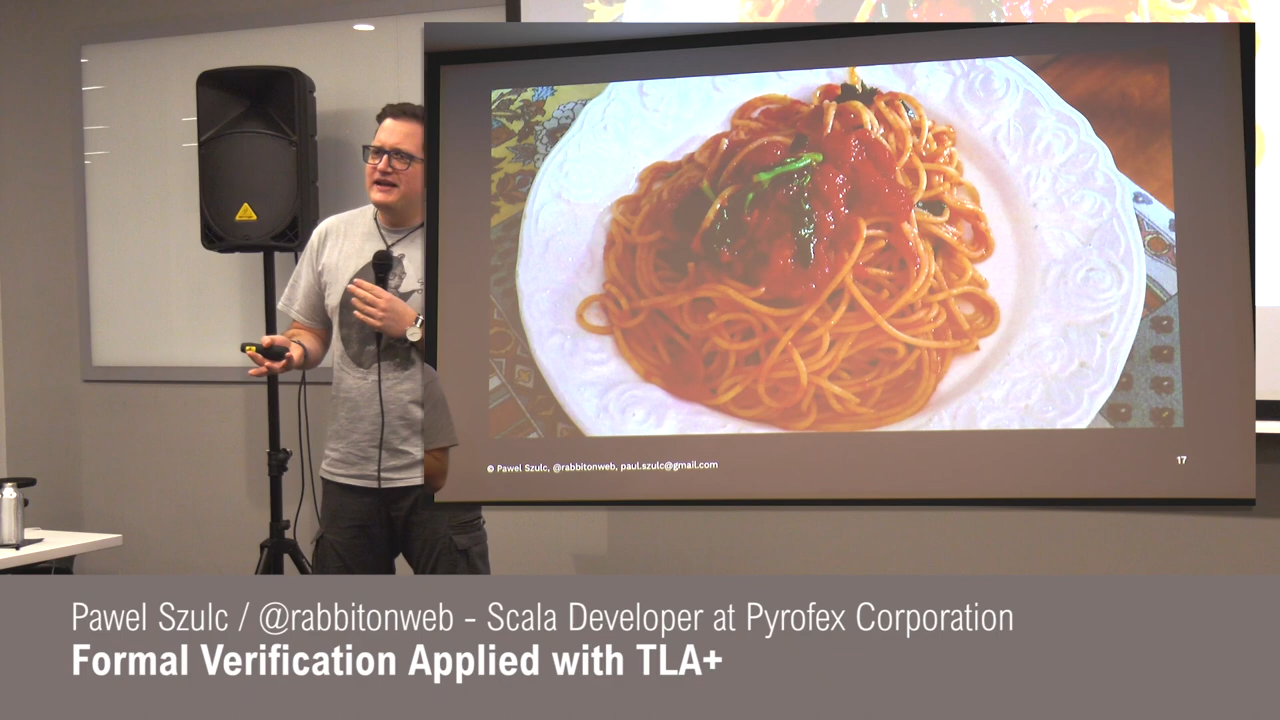 © Pawel Szulc, @rabbitonweb, paul.szulc@gmail.com
17
Pawel Szulc / @rabbitonweb - Scala Developer at Pyrofex Corporation
Formal Verification Applied with TLA+